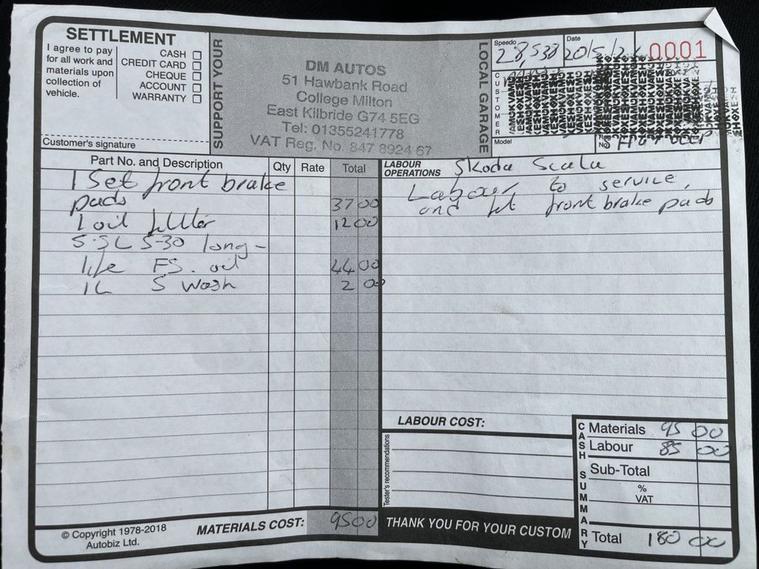 SETTLEMENT
I agree to pay
for all work and
materials upon
collection of
vehicle.
CASH
CREDIT CARD
CHEQUE
ACCOUNT
WARRANTY
Customer's signature
SUPPORT YOUR
DM AUTOS
51 Hawbank Road
College Milton
East Kilbride G74 5EG
Tel: 01355241778
VAT Reg. No. 847 8924 67
LOCAL GARAGE
Speedo
28,538
Date
20/5/2
0001
CUSTOMER
Model
Part No. and Description Qty Rate Total
1 Set front brake
pads 37 00
1 oil fillter 12 00
5.5L 5-30 long-
life FS. oil 44 00
1L S wash 2 00
MATERIALS COST: 95 00
© Copyright 1978-2018
Autobiz Ltd.
LABOUR
OPERATIONS
Skoda Scala
Labour to service,
and fit front brake pads
LABOUR COST:
Tester's recommendations
THANK YOU FOR YOUR CUSTOM
CASH SUMMARY
Materials 95 00
Labour 85 00
Sub-Total
%
VAT
Total 180 00